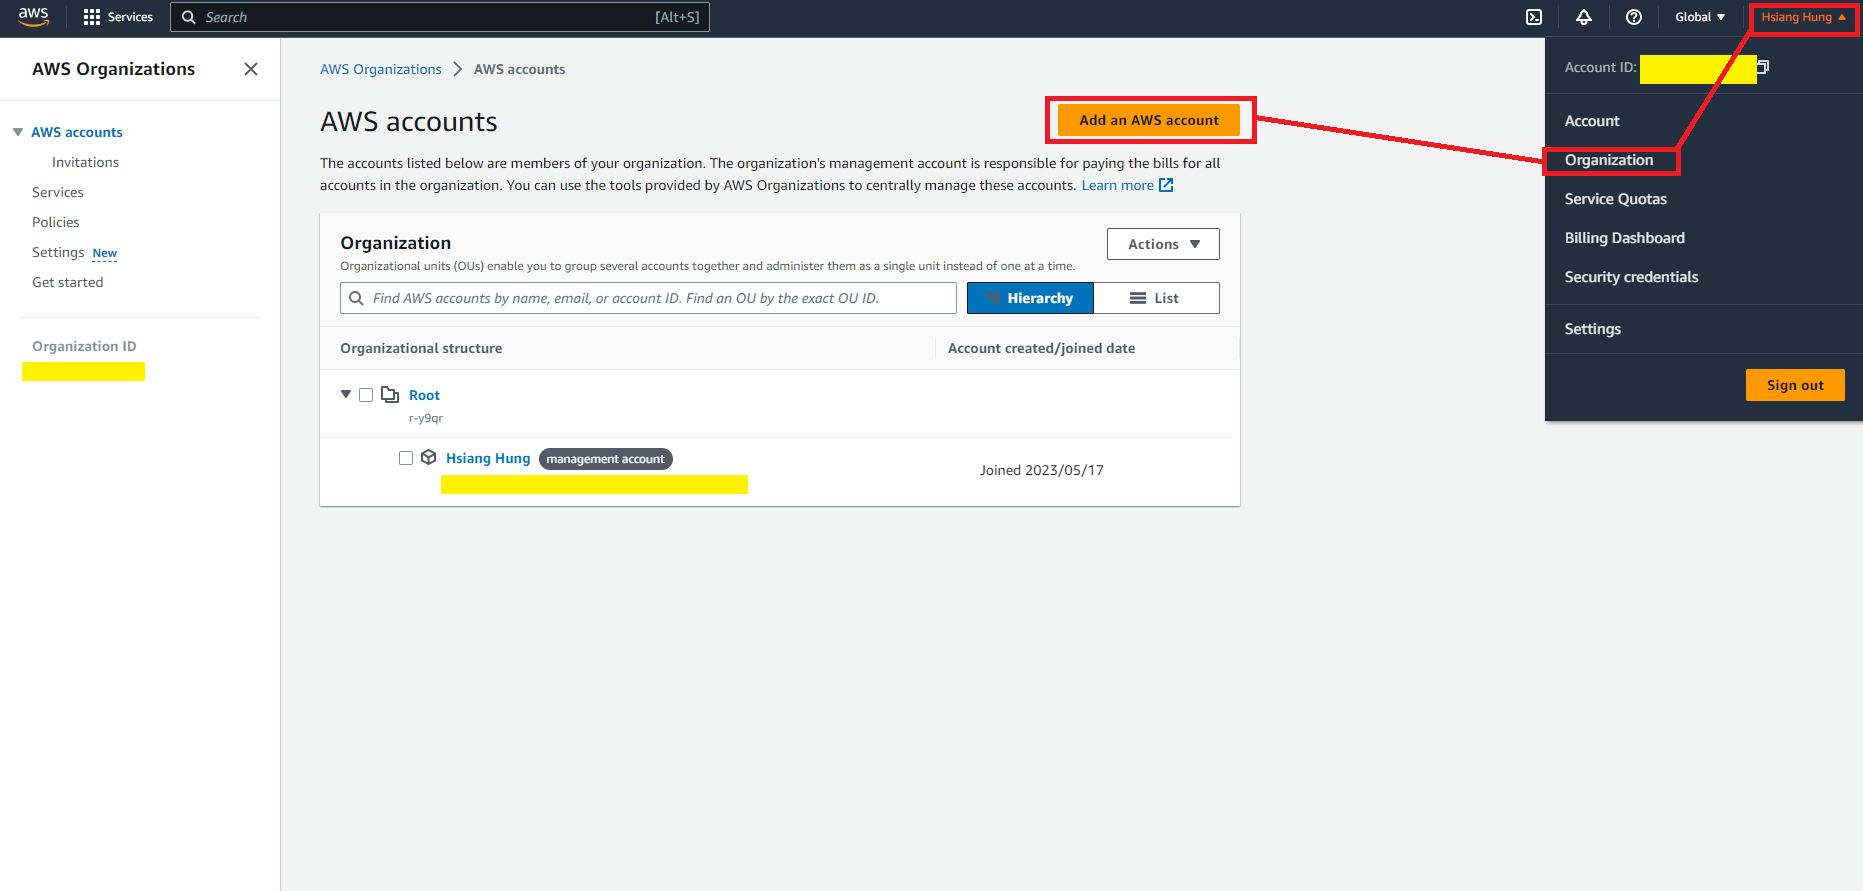 aws
Services
Search
[Alt+S]
Global
Hsiang Hung
AWS Organizations
AWS accounts
Invitations
Services
Policies
Settings New
Get started
Organization ID
AWS Organizations
AWS accounts
AWS accounts
Add an AWS account
The accounts listed below are members of your organization. The organization's management account is responsible for paying the bills for all
accounts in the organization. You can use the tools provided by AWS Organizations to centrally manage these accounts. Learn more
Organization
Actions
Organizational units (OUs) enable you to group several accounts together and administer them as a single unit instead of one at a time.
Find AWS accounts by name, email, or account ID. Find an OU by the exact OU ID.
Hierarchy
List
Organizational structure
Account created/joined date
Root
r-y9qr
Hsiang Hung management account
Joined 2023/05/17
Account ID:
Account
Organization
Service Quotas
Billing Dashboard
Security credentials
Settings
Sign out